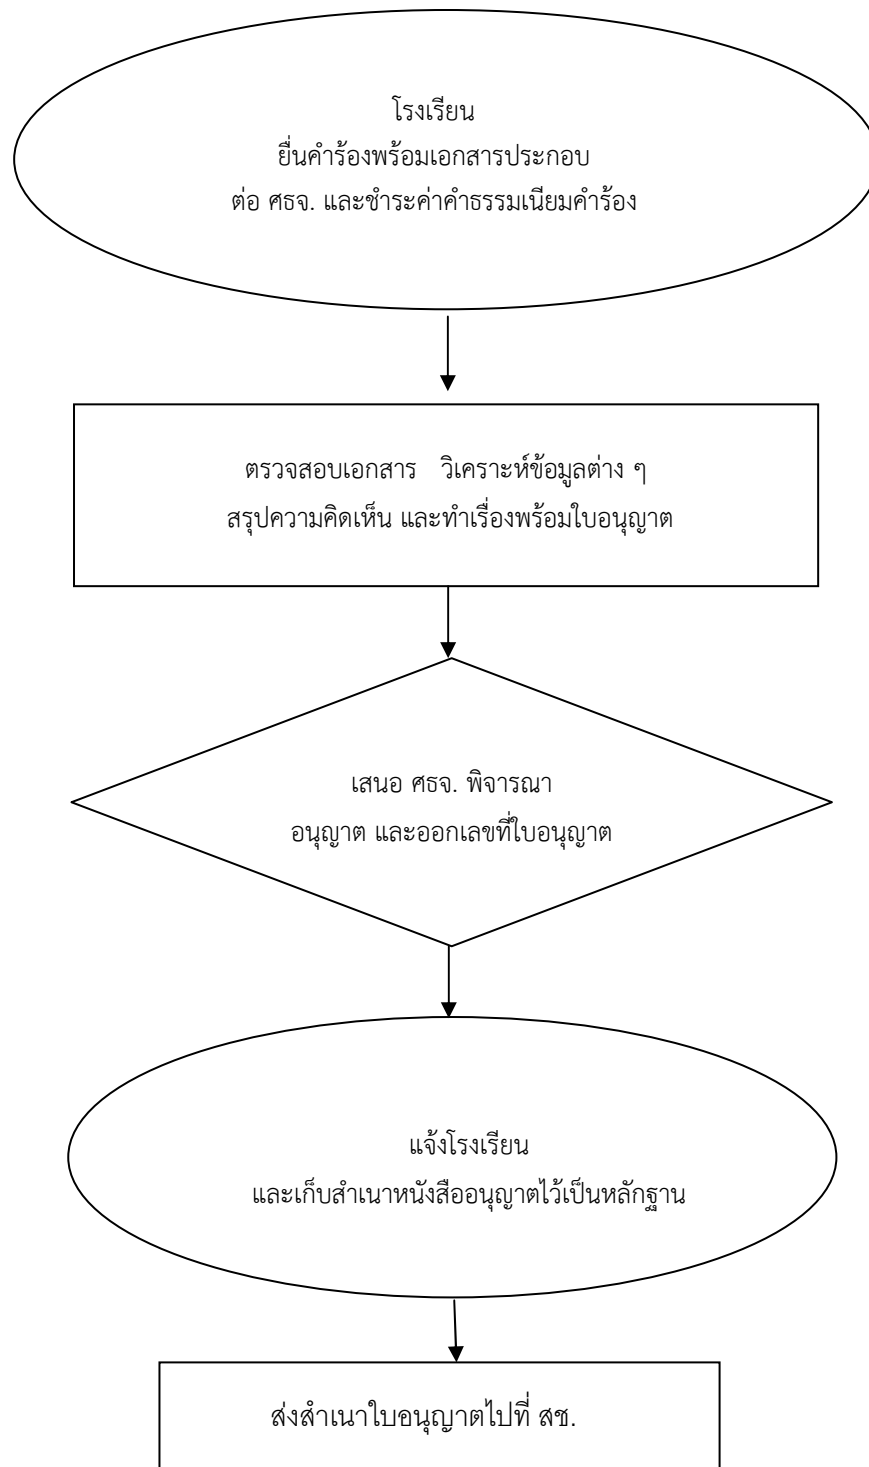 โรงเรียน
ยื่นคำร้องพร้อมเอกสารประกอบ
ต่อ ศธจ. และชำระค่าคำธรรมเนียมคำร้อง
ตรวจสอบเอกสาร วิเคราะห์ข้อมูลต่าง ๆ
สรุปความคิดเห็น และทำเรื่องพร้อมใบอนุญาต
เสนอ ศธจ. พิจารณา
อนุญาต และออกเลขที่ใบอนุญาต
แจ้งโรงเรียน
และเก็บสำเนาหนังสืออนุญาตไว้เป็นหลักฐาน
ส่งสำเนาใบอนุญาตไปที่ สช.